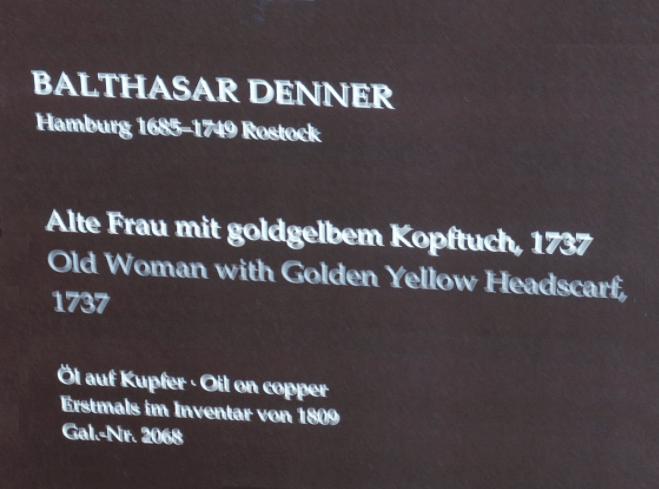 BALTHASAR DENNER
Hamburg 1685–1749 Rostock
Alte Frau mit goldgelbem Kopftuch, 1737
Old Woman with Golden Yellow Headscarf,
1737
Öl auf Kupfer · Oil on copper
Erstmals im Inventar von 1809
Gal.-Nr. 2068